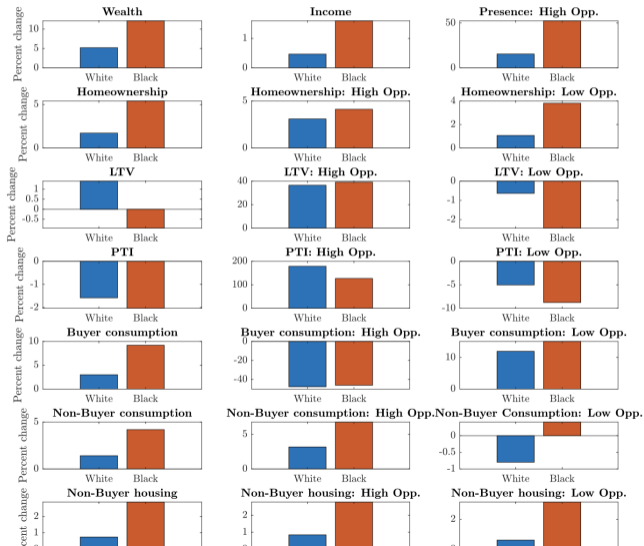 Wealth
Income
Presence: High Opp.
Percent change
10
5
0
1
0
50
0
White Black
White Black
White Black
Homeownership
Homeownership: High Opp.
Homeownership: Low Opp.
Percent change
5
0
5
0
4
2
0
White Black
White Black
White Black
LTV
LTV: High Opp.
LTV: Low Opp.
Percent change
1
0.5
0
-0.5
40
20
0
0
-1
-2
White Black
White Black
White Black
PTI
PTI: High Opp.
PTI: Low Opp.
Percent change
0
-1
-2
200
100
0
0
-5
-10
White Black
White Black
White Black
Buyer consumption
Buyer consumption: High Opp.
Buyer consumption: Low Opp.
Percent change
10
5
0
0
-20
-40
10
0
White Black
White Black
White Black
Non-Buyer consumption
Non-Buyer consumption: High Opp.
Non-Buyer Consumption: Low Opp.
Percent change
5
0
5
0
0
-0.5
-1
White Black
White Black
White Black
Non-Buyer housing
Non-Buyer housing: High Opp.
Non-Buyer housing: Low Opp.
cent change
2
1
2
1
0
2
0